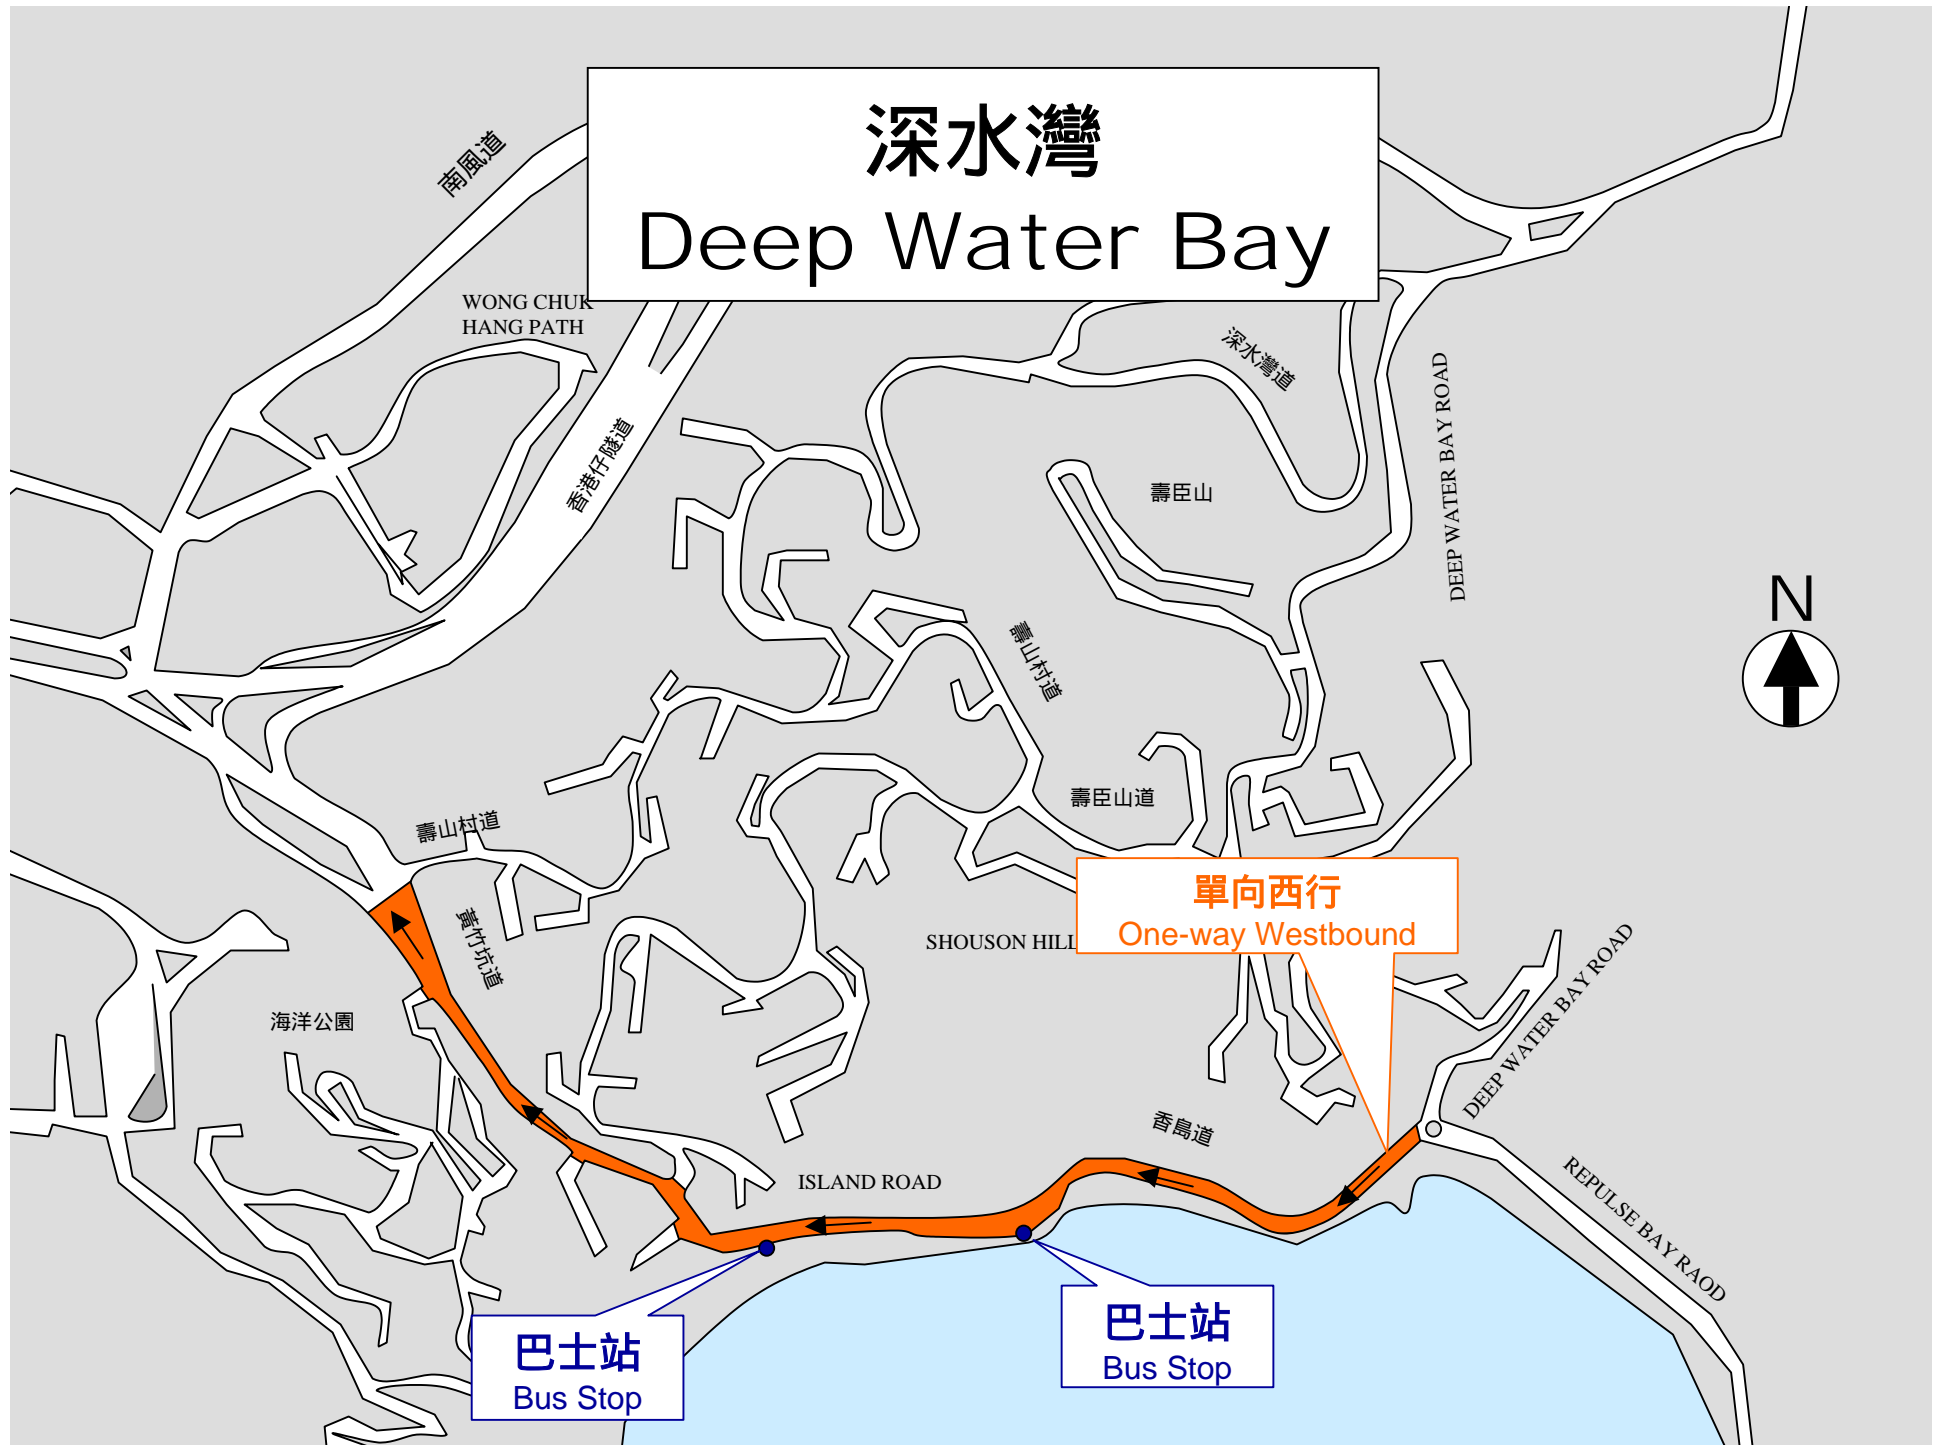 深水灣
Deep Water Bay
南風道
WONG CHUK
HANG PATH
香港仔隧道
深水灣道
DEEP WATER BAY ROAD
壽臣山
N
壽山村道
壽臣山道
壽山村道
單向西行
One-way Westbound
黃竹坑道
SHOUSON HILL
海洋公園
DEEP WATER BAY ROAD
香島道
ISLAND ROAD
REPULSE BAY RAOD
巴士站
Bus Stop
巴士站
Bus Stop